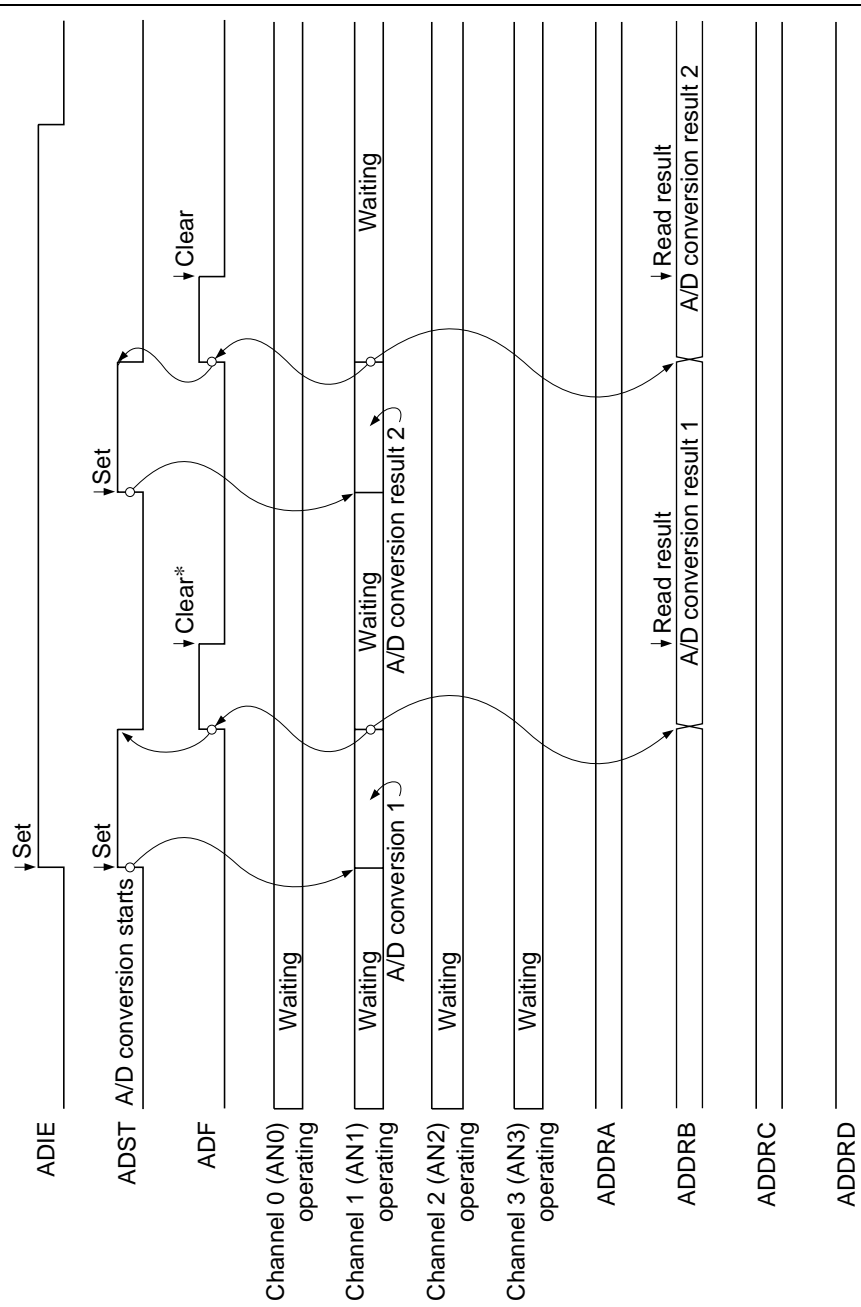 ADIE
Set
ADST
A/D conversion starts
Set
Set
ADF
Clear*
Clear
Channel 0 (AN0)
operating
Waiting
Channel 1 (AN1)
operating
Waiting
Waiting
Waiting
A/D conversion 1
A/D conversion result 2
Channel 2 (AN2)
operating
Waiting
Channel 3 (AN3)
operating
Waiting
ADDRA
ADDRB
Read result
Read result
A/D conversion result 1
A/D conversion result 2
ADDRC
ADDRD